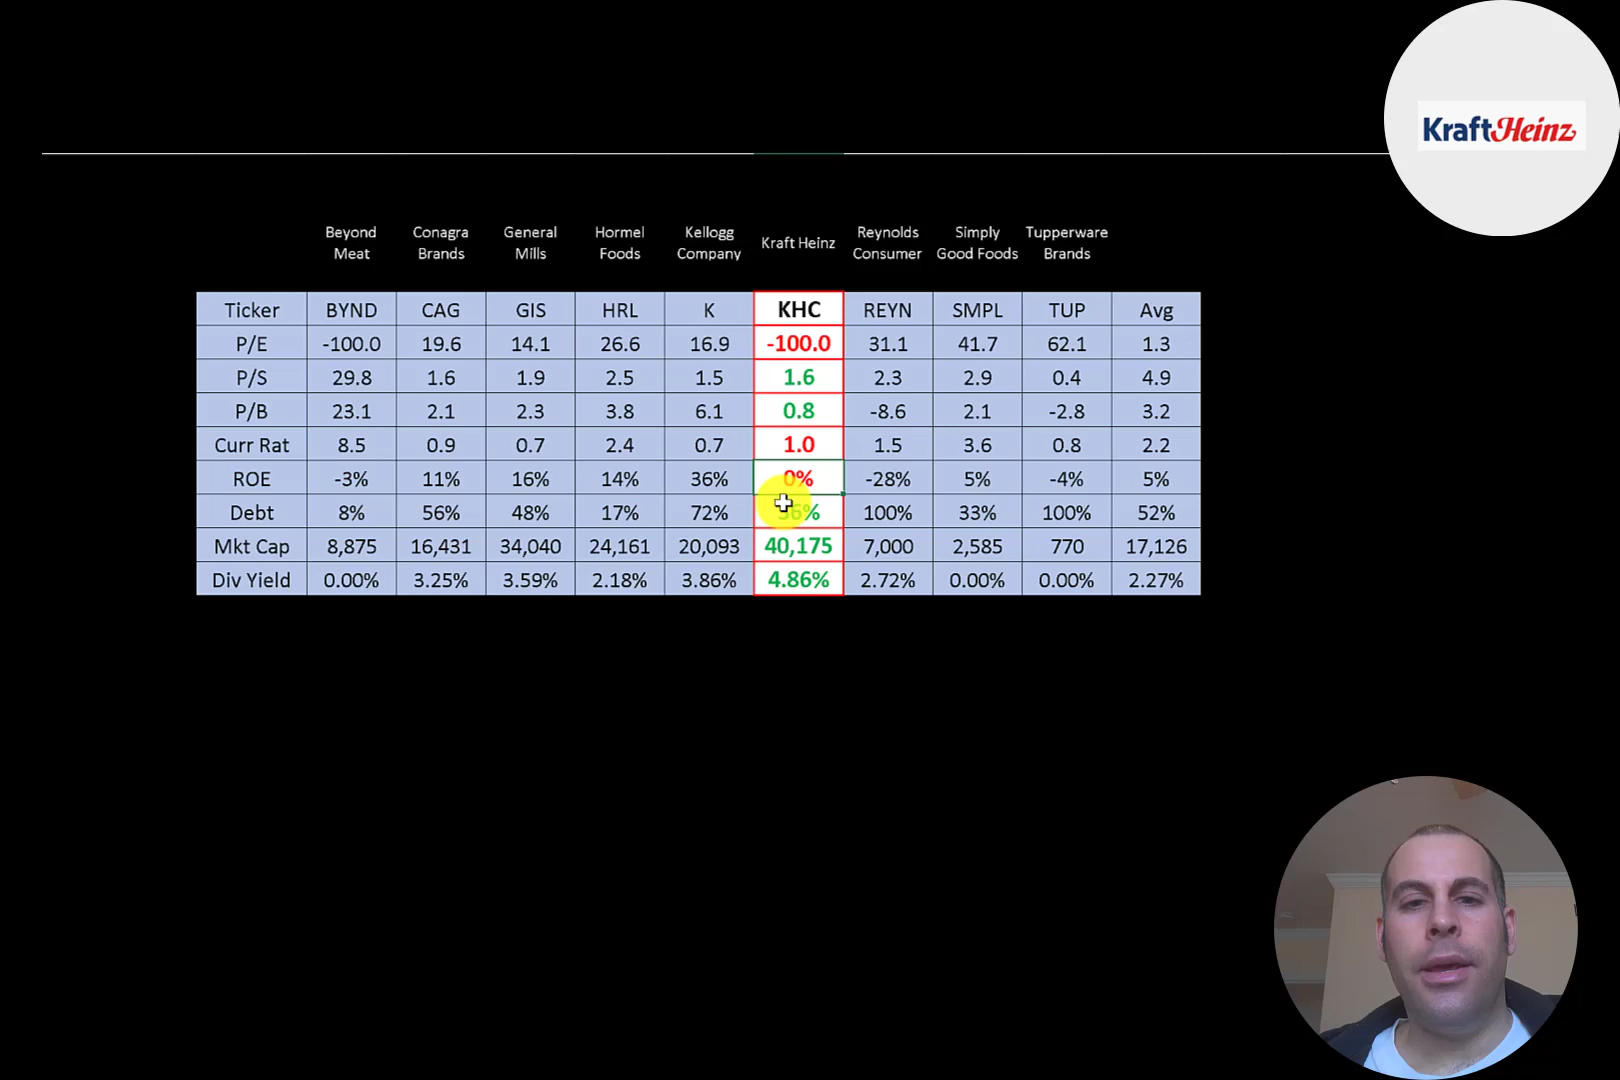 KraftHeinz
Beyond Meat Conagra Brands General Mills Hormel Foods Kellogg Company Kraft Heinz Reynolds Consumer Simply Good Foods Tupperware Brands
Ticker BYND CAG GIS HRL K KHC REYN SMPL TUP Avg
P/E -100.0 19.6 14.1 26.6 16.9 -100.0 31.1 41.7 62.1 1.3
P/S 29.8 1.6 1.9 2.5 1.5 1.6 2.3 2.9 0.4 4.9
P/B 23.1 2.1 2.3 3.8 6.1 0.8 -8.6 2.1 -2.8 3.2
Curr Rat 8.5 0.9 0.7 2.4 0.7 1.0 1.5 3.6 0.8 2.2
ROE -3% 11% 16% 14% 36% 0% -28% 5% -4% 5%
Debt 8% 56% 48% 17% 72% 100% 33% 100% 52%
Mkt Cap 8,875 16,431 34,040 24,161 20,093 40,175 7,000 2,585 770 17,126
Div Yield 0.00% 3.25% 3.59% 2.18% 3.86% 4.86% 2.72% 0.00% 0.00% 2.27%